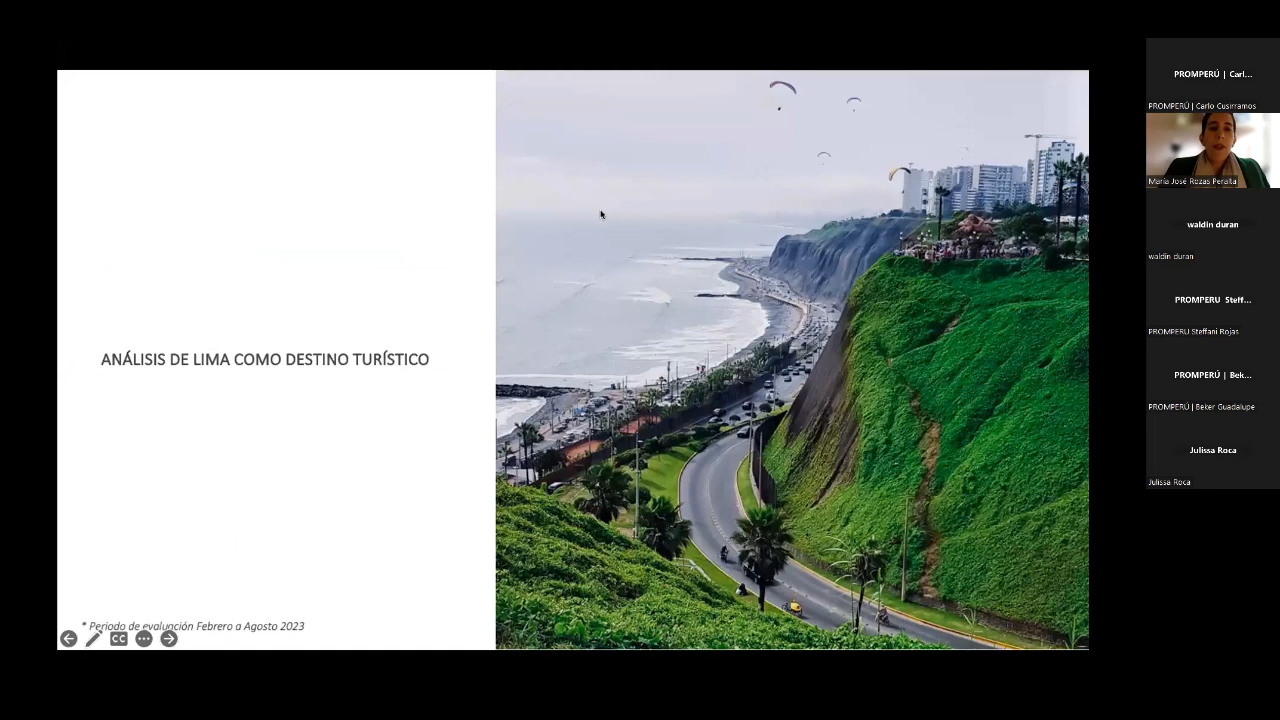 ANÁLISIS DE LIMA COMO DESTINO TURÍSTICO
* Periodo de evaluación Febrero a Agosto 2023
CC
PROMPERÚ | Carl...
PROMPERÚ | Carlo Cusirramos
María José Rozas Peralta
waldin duran
waldin duran
PROMPERU Steff...
PROMPERU Steffani Rojas
PROMPERÚ | Bek...
PROMPERÚ | Beker Guadalupe
Julissa Roca
Julissa Roca